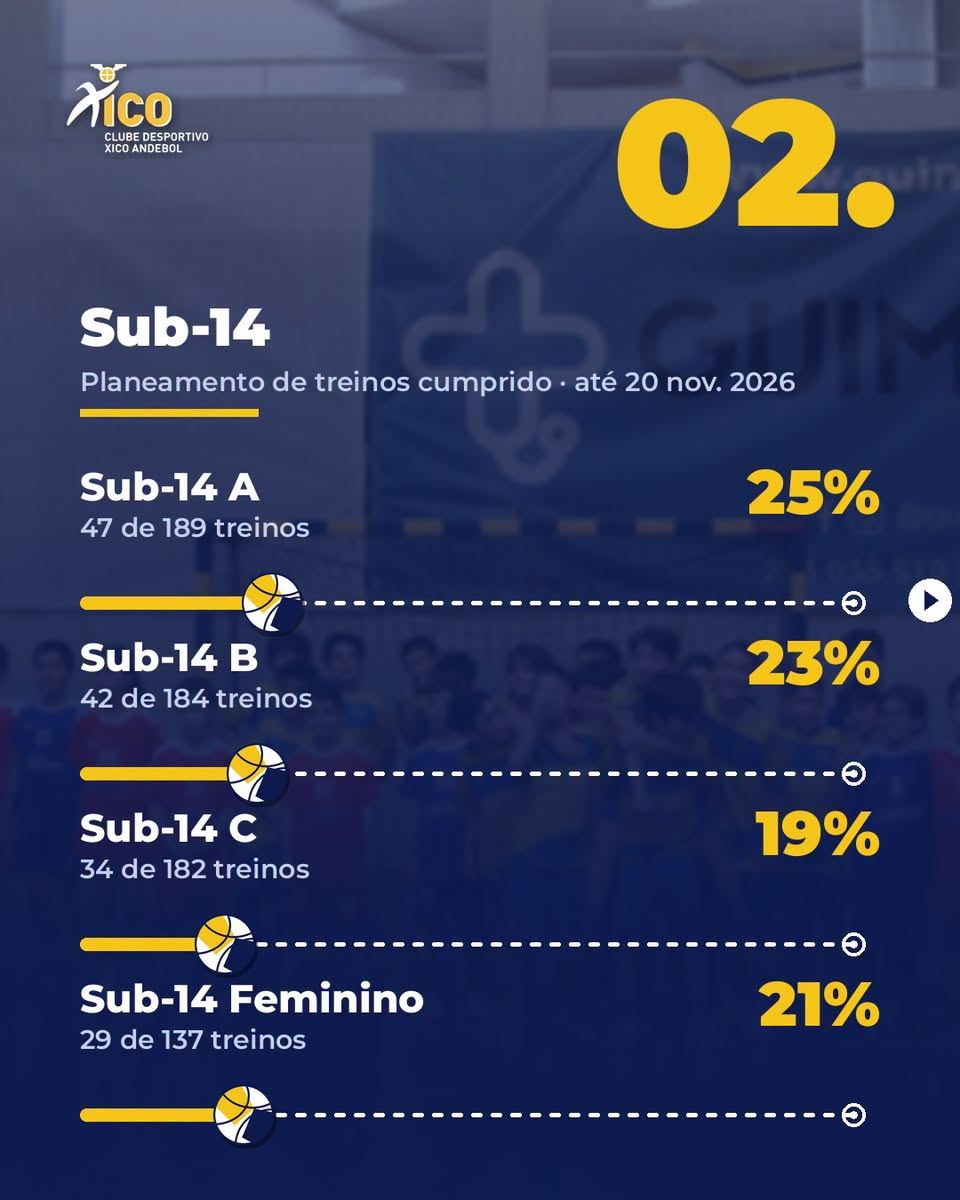 XICO
CLUBE DESPORTIVO
XICO ANDEBOL
02.
Sub-14
Planeamento de treinos cumprido · até 20 nov. 2026
Sub-14 A
25%
47 de 189 treinos
Sub-14 B
23%
42 de 184 treinos
Sub-14 C
19%
34 de 182 treinos
Sub-14 Feminino
21%
29 de 137 treinos